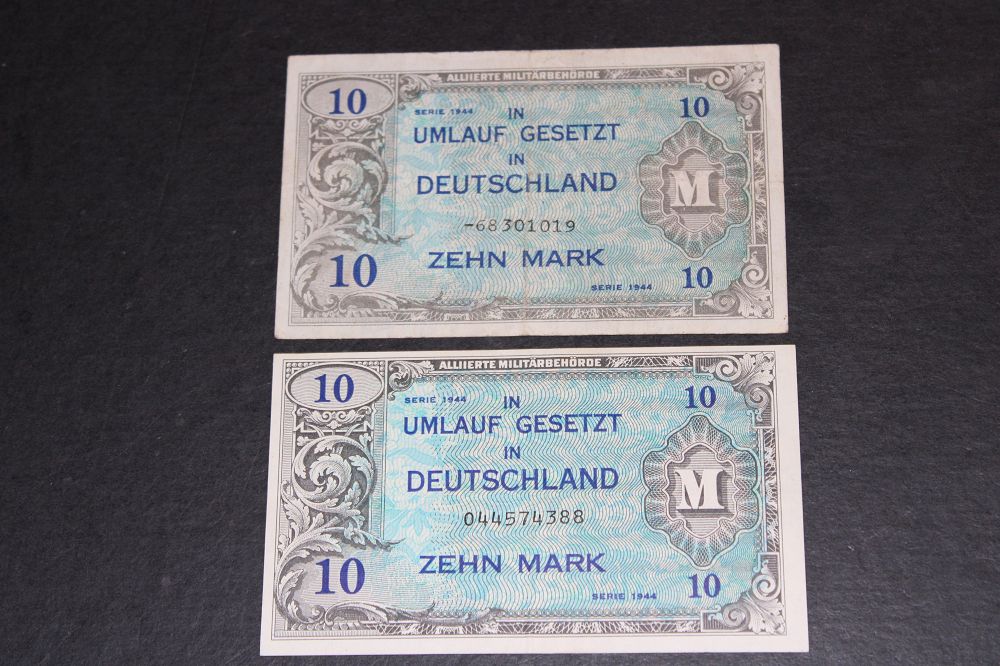 ALLIIERTE MILITÄRBEHÖRDE
10 10
SERIE 1944 IN
UMLAUF GESETZT
IN
DEUTSCHLAND
M
-68301019
ZEHN MARK
10 10
SERIE 1944
ALLIIERTE MILITÄRBEHÖRDE
10 10
SERIE 1944 IN
UMLAUF GESETZT
IN
DEUTSCHLAND
M
044574388
ZEHN MARK
10 10
SERIE 1944